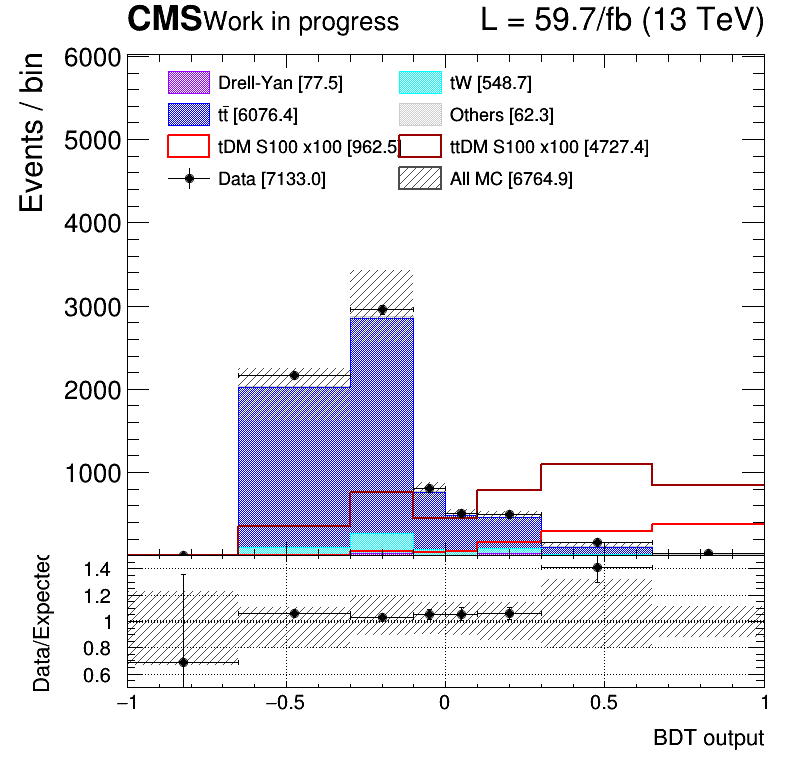 CMS Work in progress L = 59.7/fb (13 TeV)
Events / bin
6000
5000
4000
3000
2000
1000
Drell-Yan [77.5] tW [548.7]
tt̄ [6076.4] Others [62.3]
tDM S100 x100 [962.5] ttDM S100 x100 [4727.4]
Data [7133.0] All MC [6764.9]
Data/Expected
1.4
1.2
1
0.8
0.6
−1 −0.5 0 0.5 1
BDT output